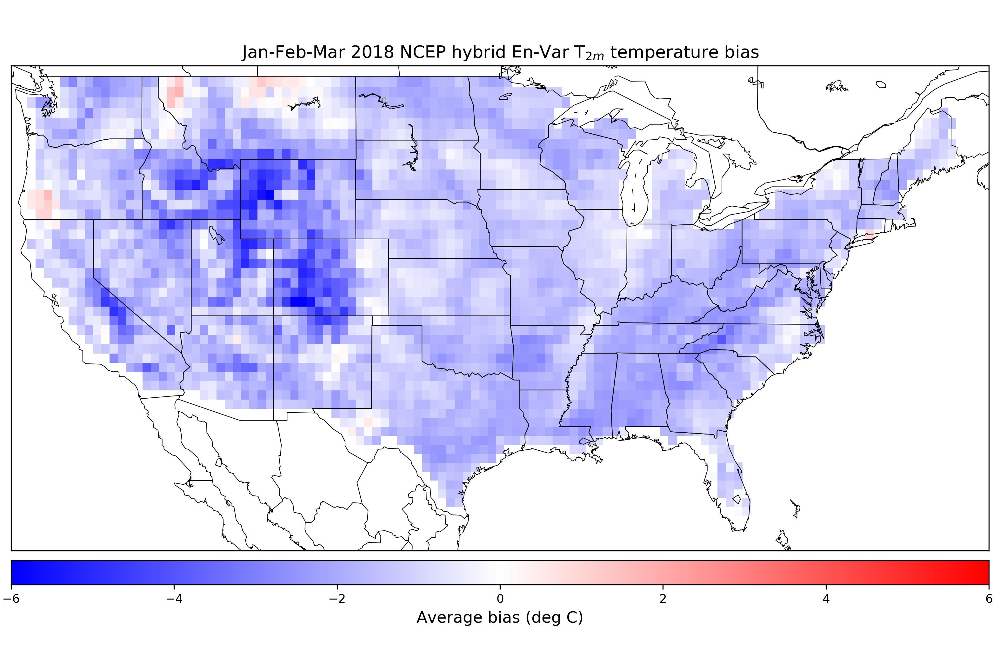 Jan-Feb-Mar 2018 NCEP hybrid En-Var T2m temperature bias
−6 −4 −2 0 2 4 6
Average bias (deg C)